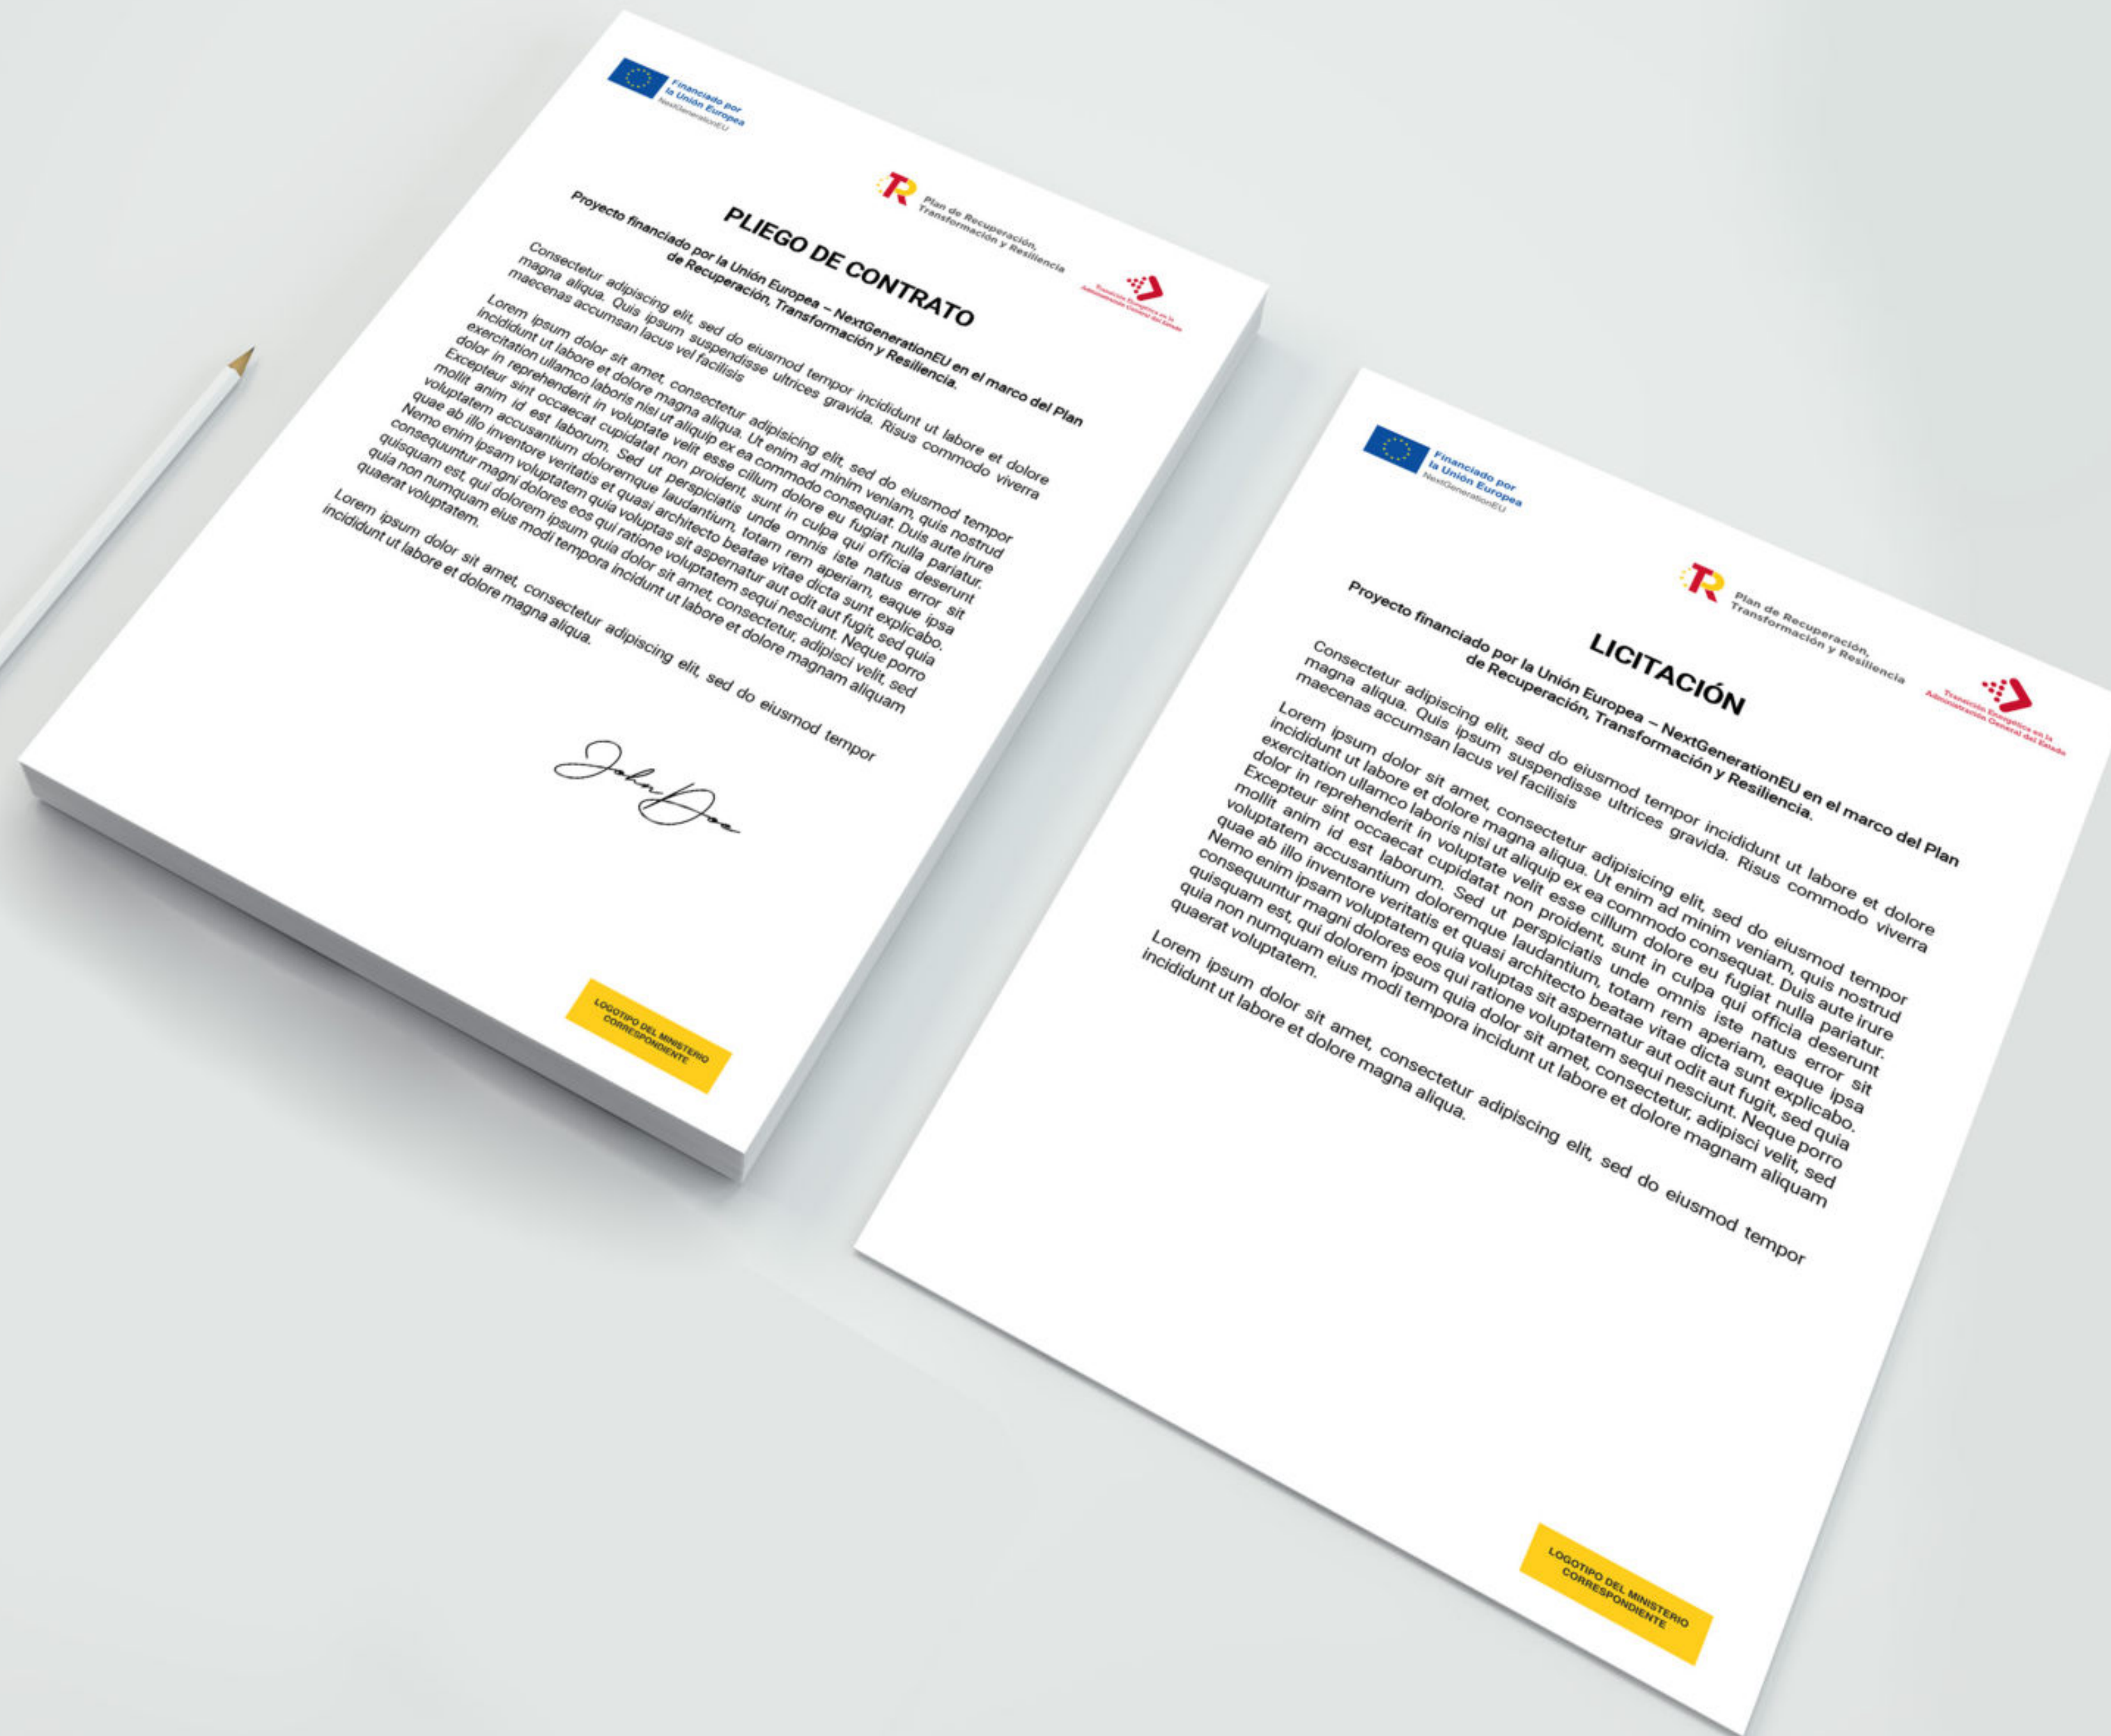 Financiado por
la Unión Europea
NextGenerationEU
Plan de Recuperación,
Transformación y Resiliencia
Transición Energética en la
Administración General del Estado
PLIEGO DE CONTRATO
Proyecto financiado por la Unión Europea – NextGenerationEU en el marco del Plan
de Recuperación, Transformación y Resiliencia.
Consectetur adipiscing elit, sed do eiusmod tempor incididunt ut labore et dolore
magna aliqua. Quis ipsum suspendisse ultrices gravida. Risus commodo viverra
maecenas accumsan lacus vel facilisis
Lorem ipsum dolor sit amet, consectetur adipisicing elit, sed do eiusmod tempor
incididunt ut labore et dolore magna aliqua. Ut enim ad minim veniam, quis nostrud
exercitation ullamco laboris nisi ut aliquip ex ea commodo consequat. Duis aute irure
dolor in reprehenderit in voluptate velit esse cillum dolore eu fugiat nulla pariatur.
Excepteur sint occaecat cupidatat non proident, sunt in culpa qui officia deserunt
mollit anim id est laborum. Sed ut perspiciatis unde omnis iste natus error sit
voluptatem accusantium doloremque laudantium, totam rem aperiam, eaque ipsa
quae ab illo inventore veritatis et quasi architecto beatae vitae dicta sunt explicabo.
Nemo enim ipsam voluptatem quia voluptas sit aspernatur aut odit aut fugit, sed quia
consequuntur magni dolores eos qui ratione voluptatem sequi nesciunt. Neque porro
quisquam est, qui dolorem ipsum quia dolor sit amet, consectetur, adipisci velit, sed
quia non numquam eius modi tempora incidunt ut labore et dolore magnam aliquam
quaerat voluptatem.
Lorem ipsum dolor sit amet, consectetur adipiscing elit, sed do eiusmod tempor
incididunt ut labore et dolore magna aliqua.
John Doe
LOGOTIPO DEL MINISTERIO
CORRESPONDIENTE
Financiado por
la Unión Europea
NextGenerationEU
Plan de Recuperación,
Transformación y Resiliencia
Transición Energética en la
Administración General del Estado
LICITACIÓN
Proyecto financiado por la Unión Europea – NextGenerationEU en el marco del Plan
de Recuperación, Transformación y Resiliencia.
Consectetur adipiscing elit, sed do eiusmod tempor incididunt ut labore et dolore
magna aliqua. Quis ipsum suspendisse ultrices gravida. Risus commodo viverra
maecenas accumsan lacus vel facilisis
Lorem ipsum dolor sit amet, consectetur adipisicing elit, sed do eiusmod tempor
incididunt ut labore et dolore magna aliqua. Ut enim ad minim veniam, quis nostrud
exercitation ullamco laboris nisi ut aliquip ex ea commodo consequat. Duis aute irure
dolor in reprehenderit in voluptate velit esse cillum dolore eu fugiat nulla pariatur.
Excepteur sint occaecat cupidatat non proident, sunt in culpa qui officia deserunt
mollit anim id est laborum. Sed ut perspiciatis unde omnis iste natus error sit
voluptatem accusantium doloremque laudantium, totam rem aperiam, eaque ipsa
quae ab illo inventore veritatis et quasi architecto beatae vitae dicta sunt explicabo.
Nemo enim ipsam voluptatem quia voluptas sit aspernatur aut odit aut fugit, sed quia
consequuntur magni dolores eos qui ratione voluptatem sequi nesciunt. Neque porro
quisquam est, qui dolorem ipsum quia dolor sit amet, consectetur, adipisci velit, sed
quia non numquam eius modi tempora incidunt ut labore et dolore magnam aliquam
quaerat voluptatem.
Lorem ipsum dolor sit amet, consectetur adipiscing elit, sed do eiusmod tempor
incididunt ut labore et dolore magna aliqua.
LOGOTIPO DEL MINISTERIO
CORRESPONDIENTE